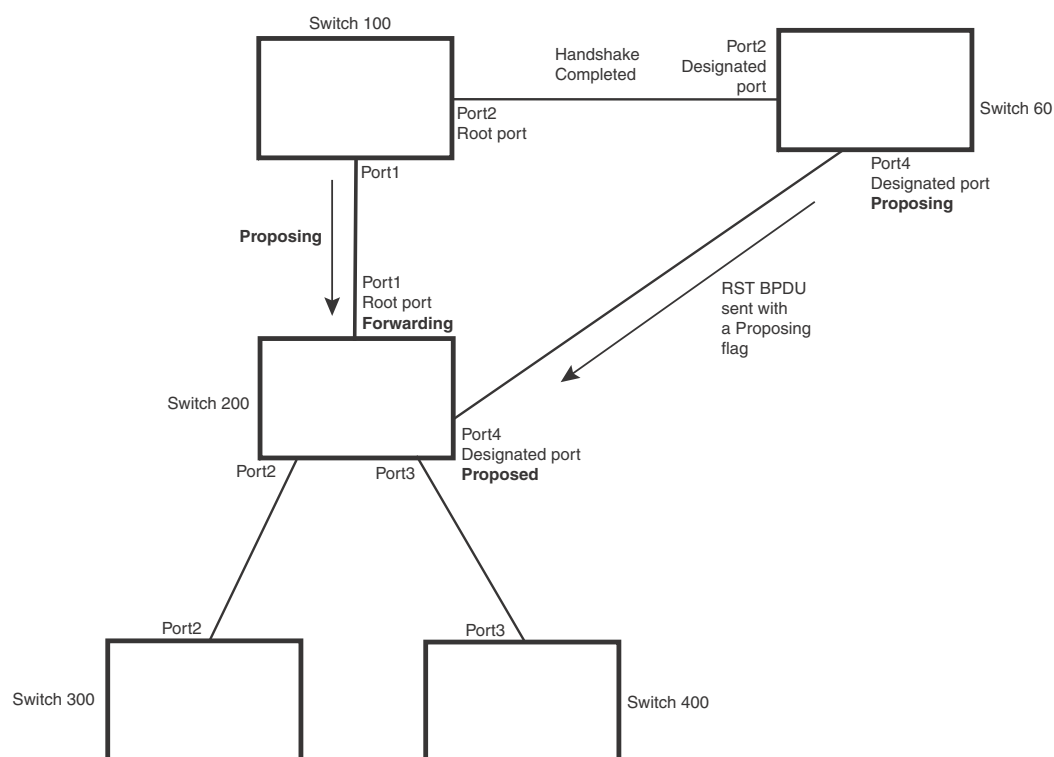 Switch 100
Handshake
Completed
Port2
Designated
port
Switch 60
Port2
Root port
Port1
Port4
Designated port
Proposing
Proposing
Port1
Root port
Forwarding
RST BPDU
sent with
a Proposing
flag
Switch 200
Port4
Designated port
Proposed
Port2
Port3
Port2
Port3
Switch 300
Switch 400